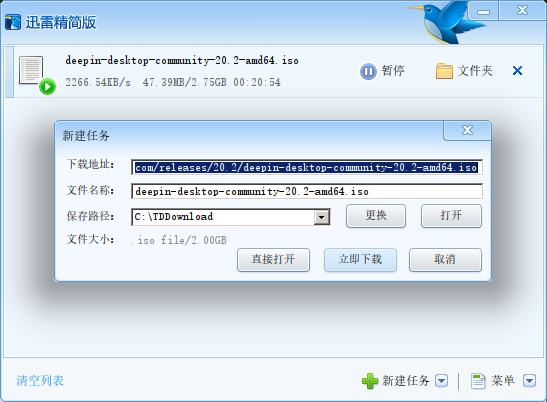 迅雷精简版
deepin-desktop-community-20.2-amd64.iso
2266.54KB/s 47.39MB/2.75GB 00:20:54
暂停 文件夹
新建任务
下载地址: com/releases/20.2/deepin-desktop-community-20.2-amd64.iso
文件名称: deepin-desktop-community-20.2-amd64.iso
保存路径: C:\TDDownload 更换 打开
文件大小: .iso file/2.00GB
直接打开 立即下载 取消
清空列表 新建任务 菜单